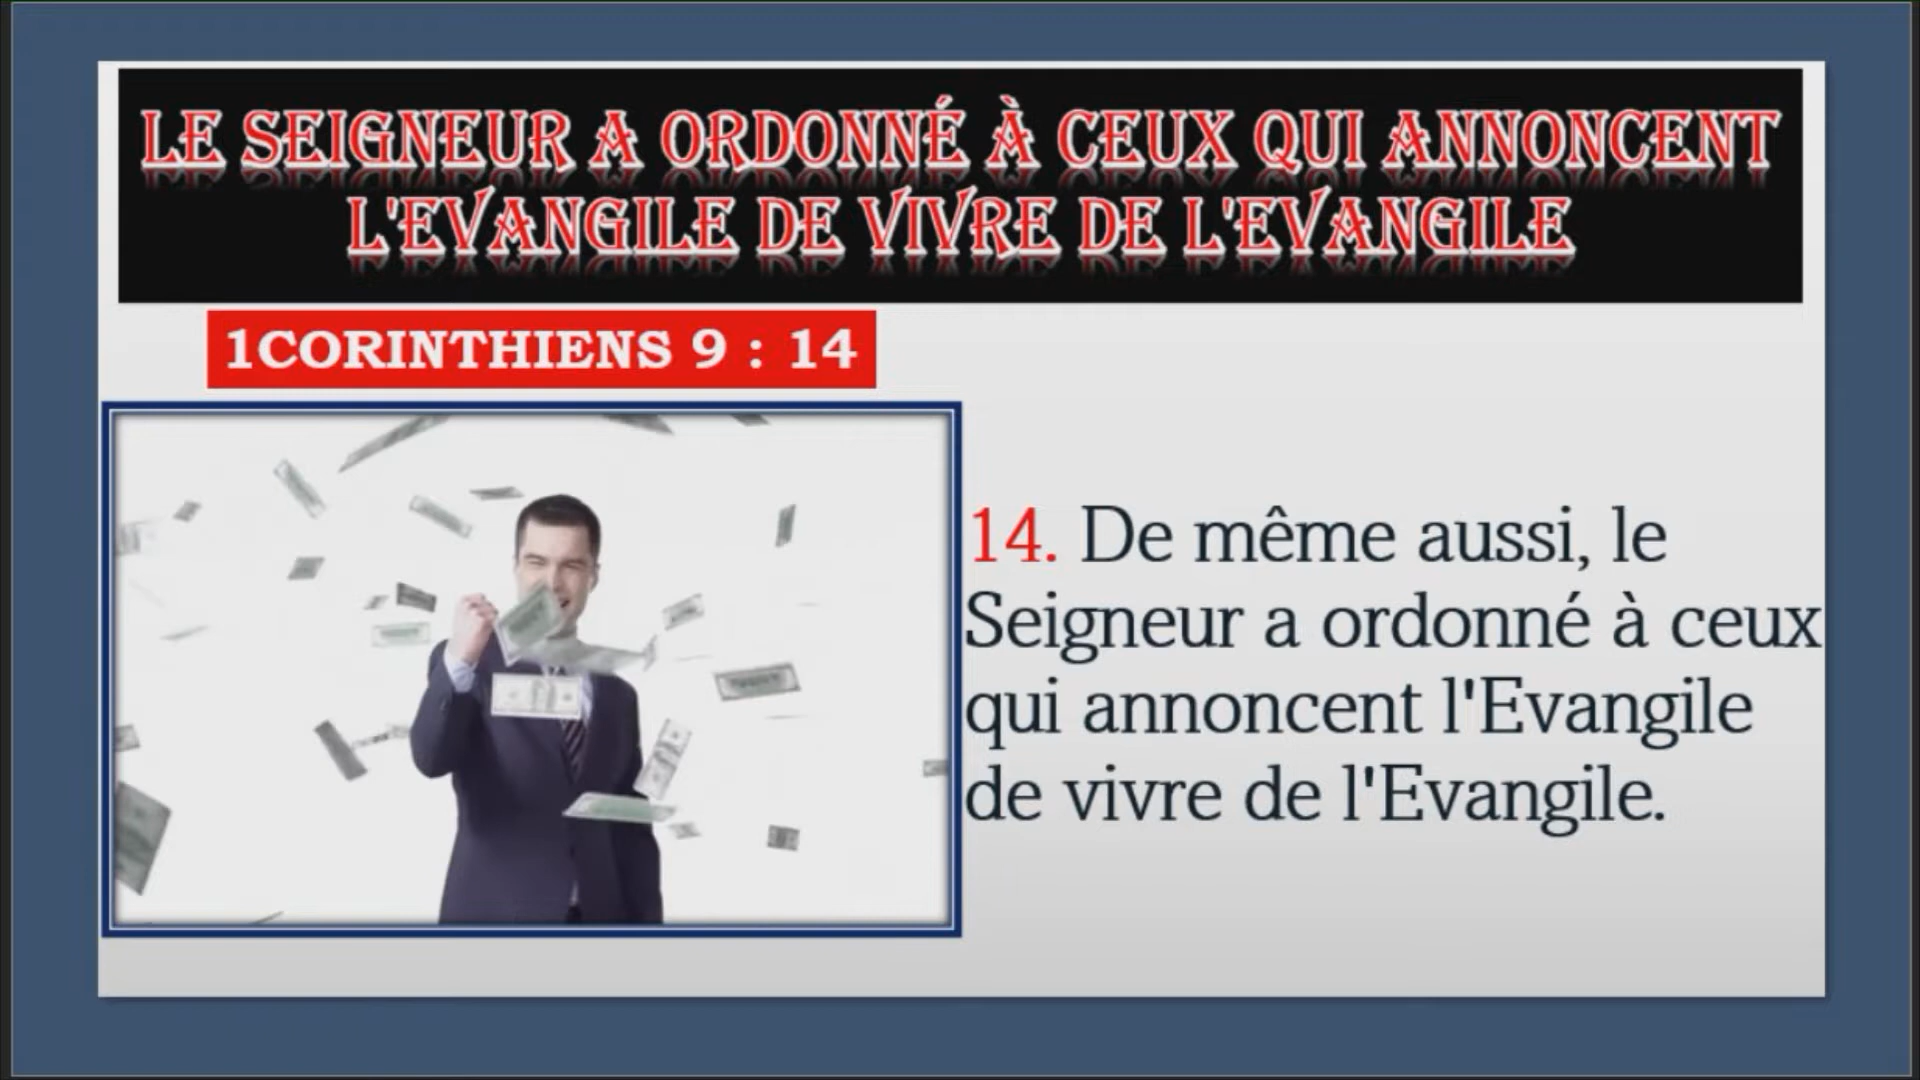 LE SEIGNEUR A ORDONNÉ À CEUX QUI ANNONCENT
L'EVANGILE DE VIVRE DE L'EVANGILE
1CORINTHIENS 9 : 14
14. De même aussi, le
Seigneur a ordonné à ceux
qui annoncent l'Evangile
de vivre de l'Evangile.